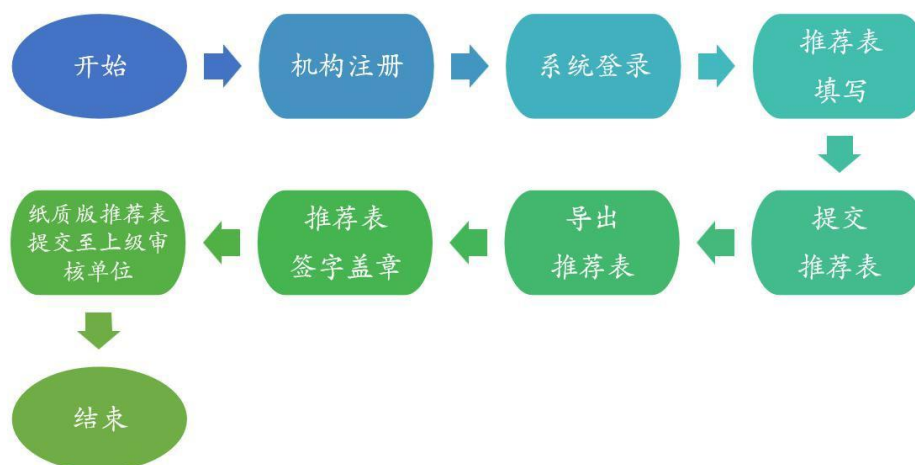 开始
机构注册
系统登录
推荐表
填写
提交
推荐表
导出
推荐表
推荐表
签字盖章
纸质版推荐表
提交至上级审
核单位
结束